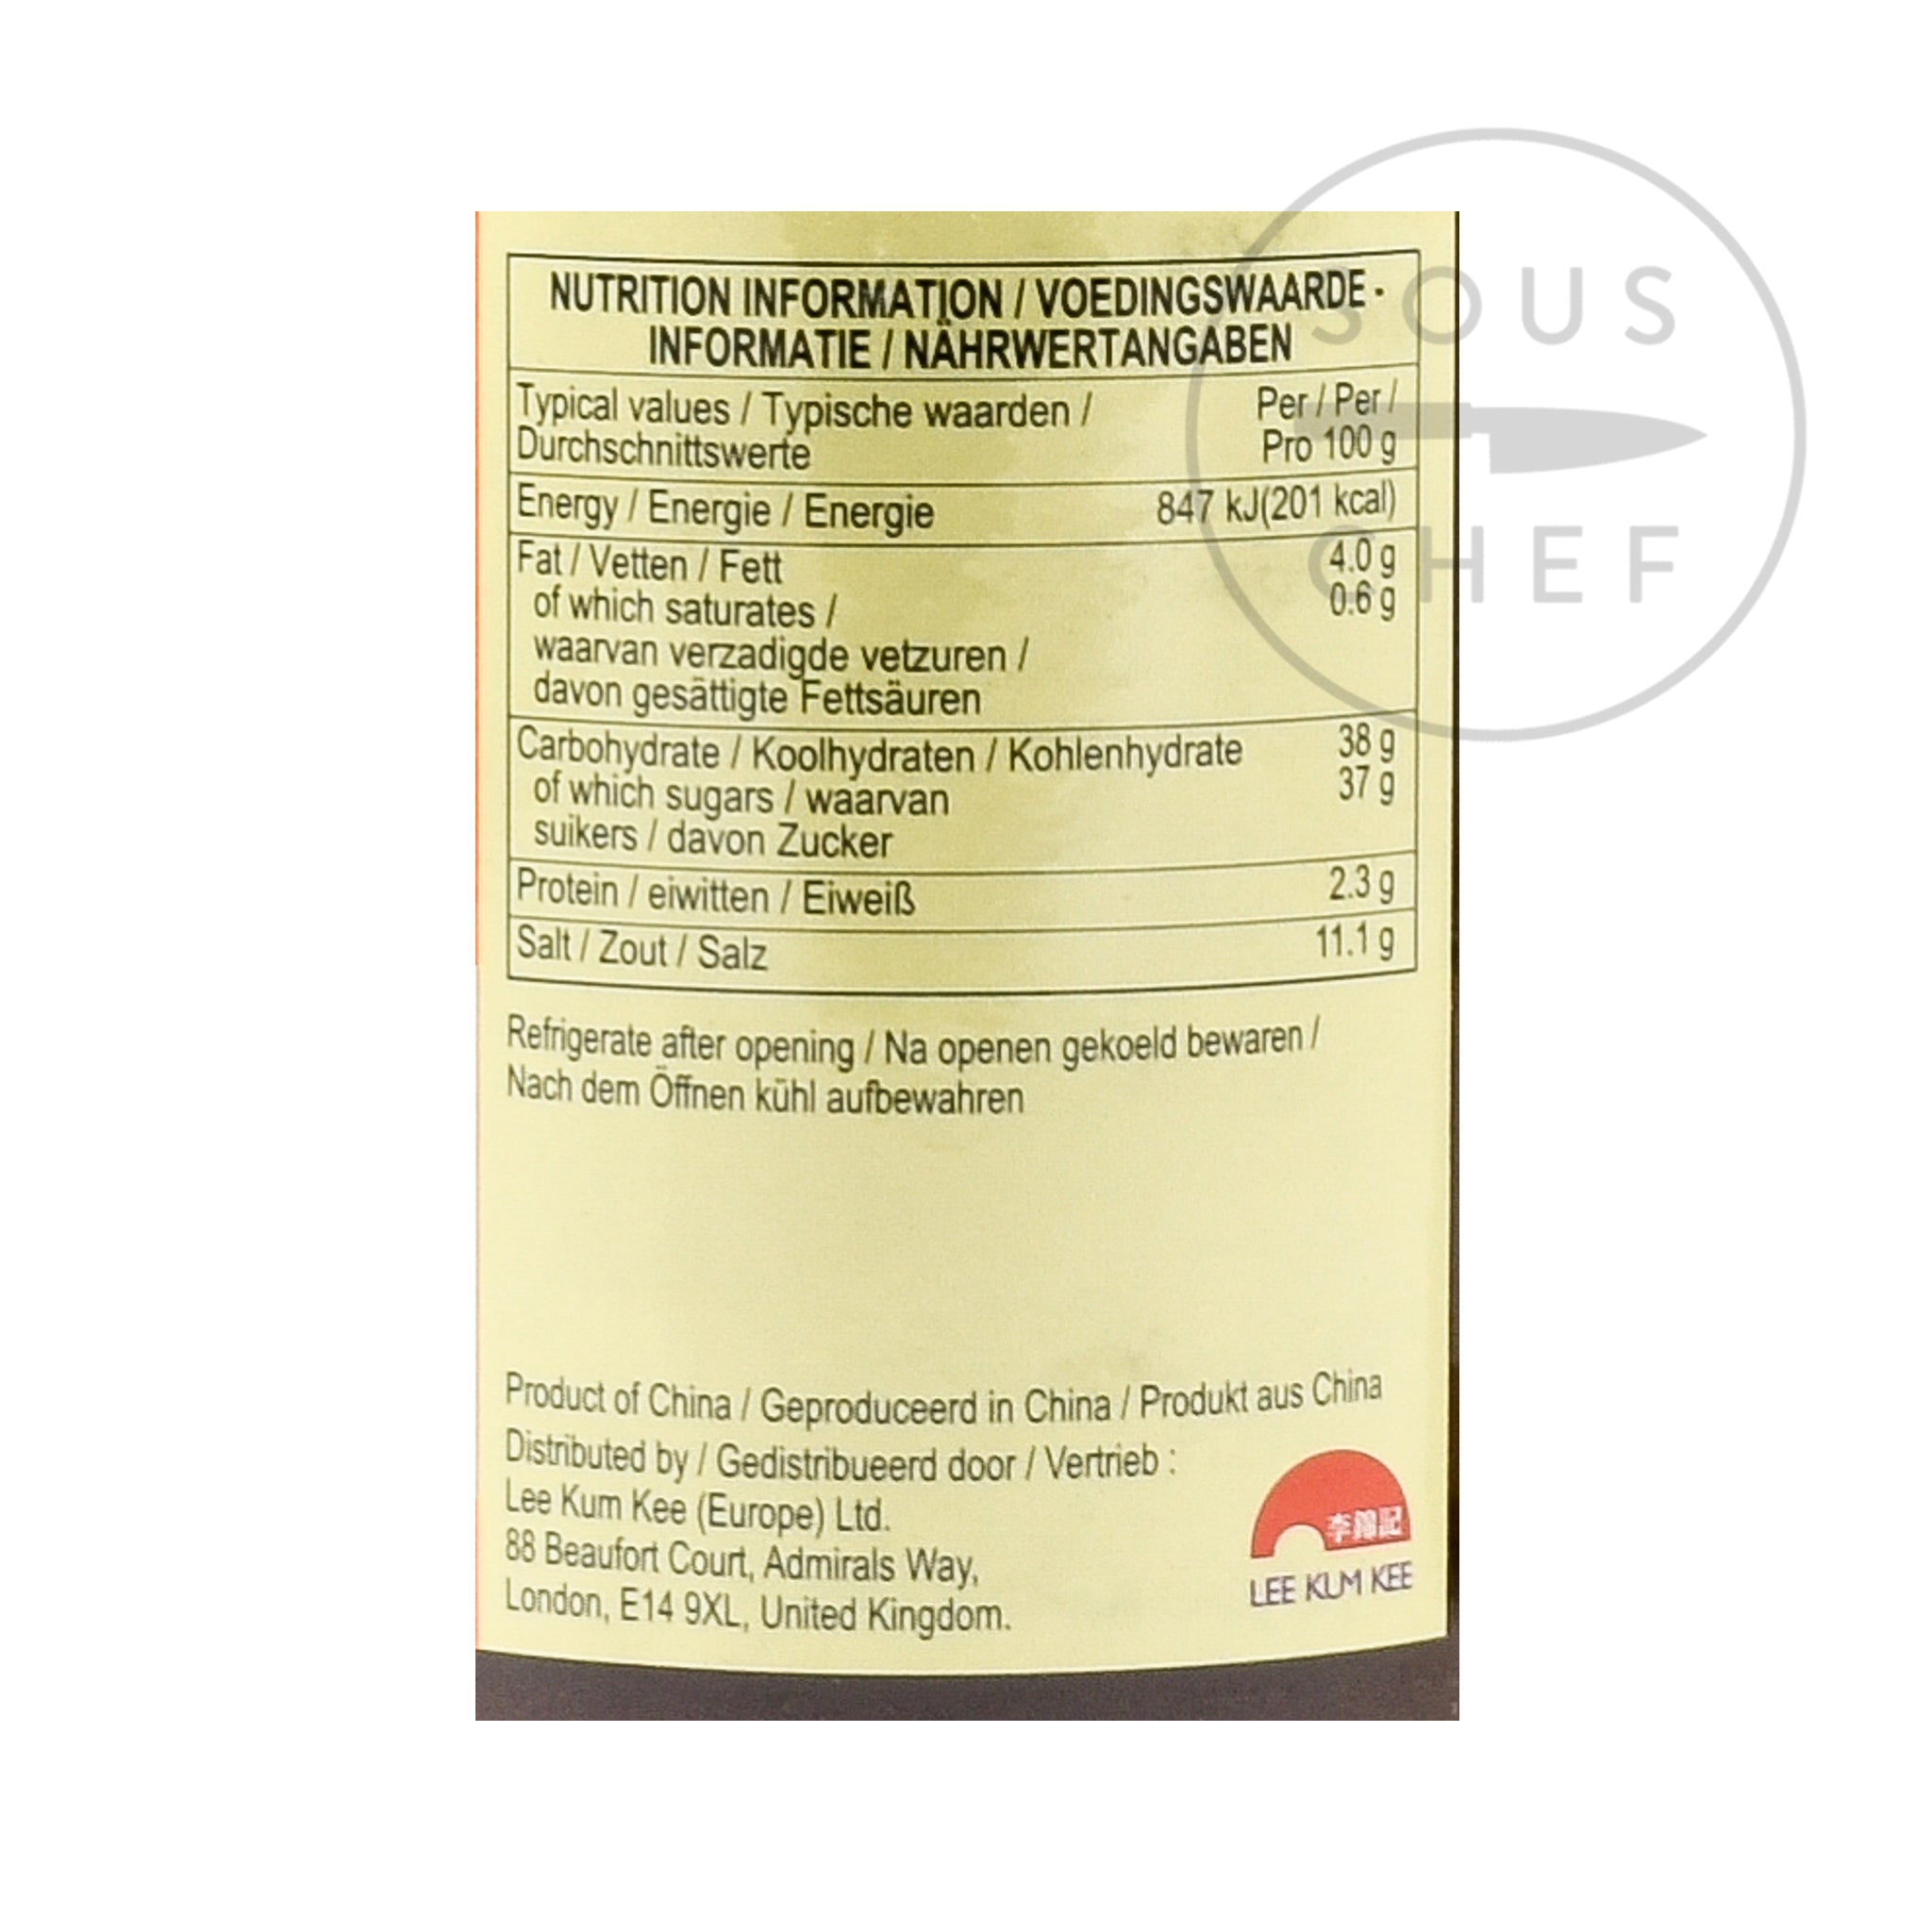 NUTRITION INFORMATION / VOEDINGSWAARDE -
INFORMATIE / NÄHRWERTANGABEN
Typical values / Typische waarden / Per / Per /
Durchschnittswerte Pro 100 g
Energy / Energie / Energie 847 kJ(201 kcal)
Fat / Vetten / Fett 4.0 g
of which saturates / 0.6 g
waarvan verzadigde vetzuren /
davon gesättigte Fettsäuren
Carbohydrate / Koolhydraten / Kohlenhydrate 38 g
of which sugars / waarvan 37 g
suikers / davon Zucker
Protein / eiwitten / Eiweiß 2.3 g
Salt / Zout / Salz 11.1 g
Refrigerate after opening / Na openen gekoeld bewaren /
Nach dem Öffnen kühl aufbewahren
Product of China / Geproduceerd in China / Produkt aus China
Distributed by / Gedistribueerd door / Vertrieb :
Lee Kum Kee (Europe) Ltd.
88 Beaufort Court, Admirals Way,
London, E14 9XL, United Kingdom.
李錦記
LEE KUM KEE
SOUS
CHEF